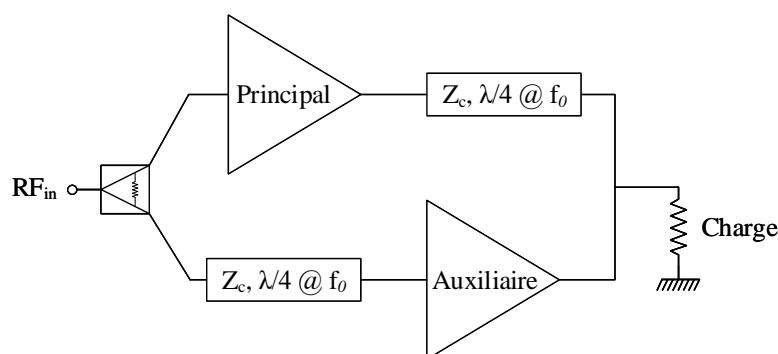 Principal
Z_c, λ/4 @ f_0
RF_in
Charge
Z_c, λ/4 @ f_0
Auxiliaire